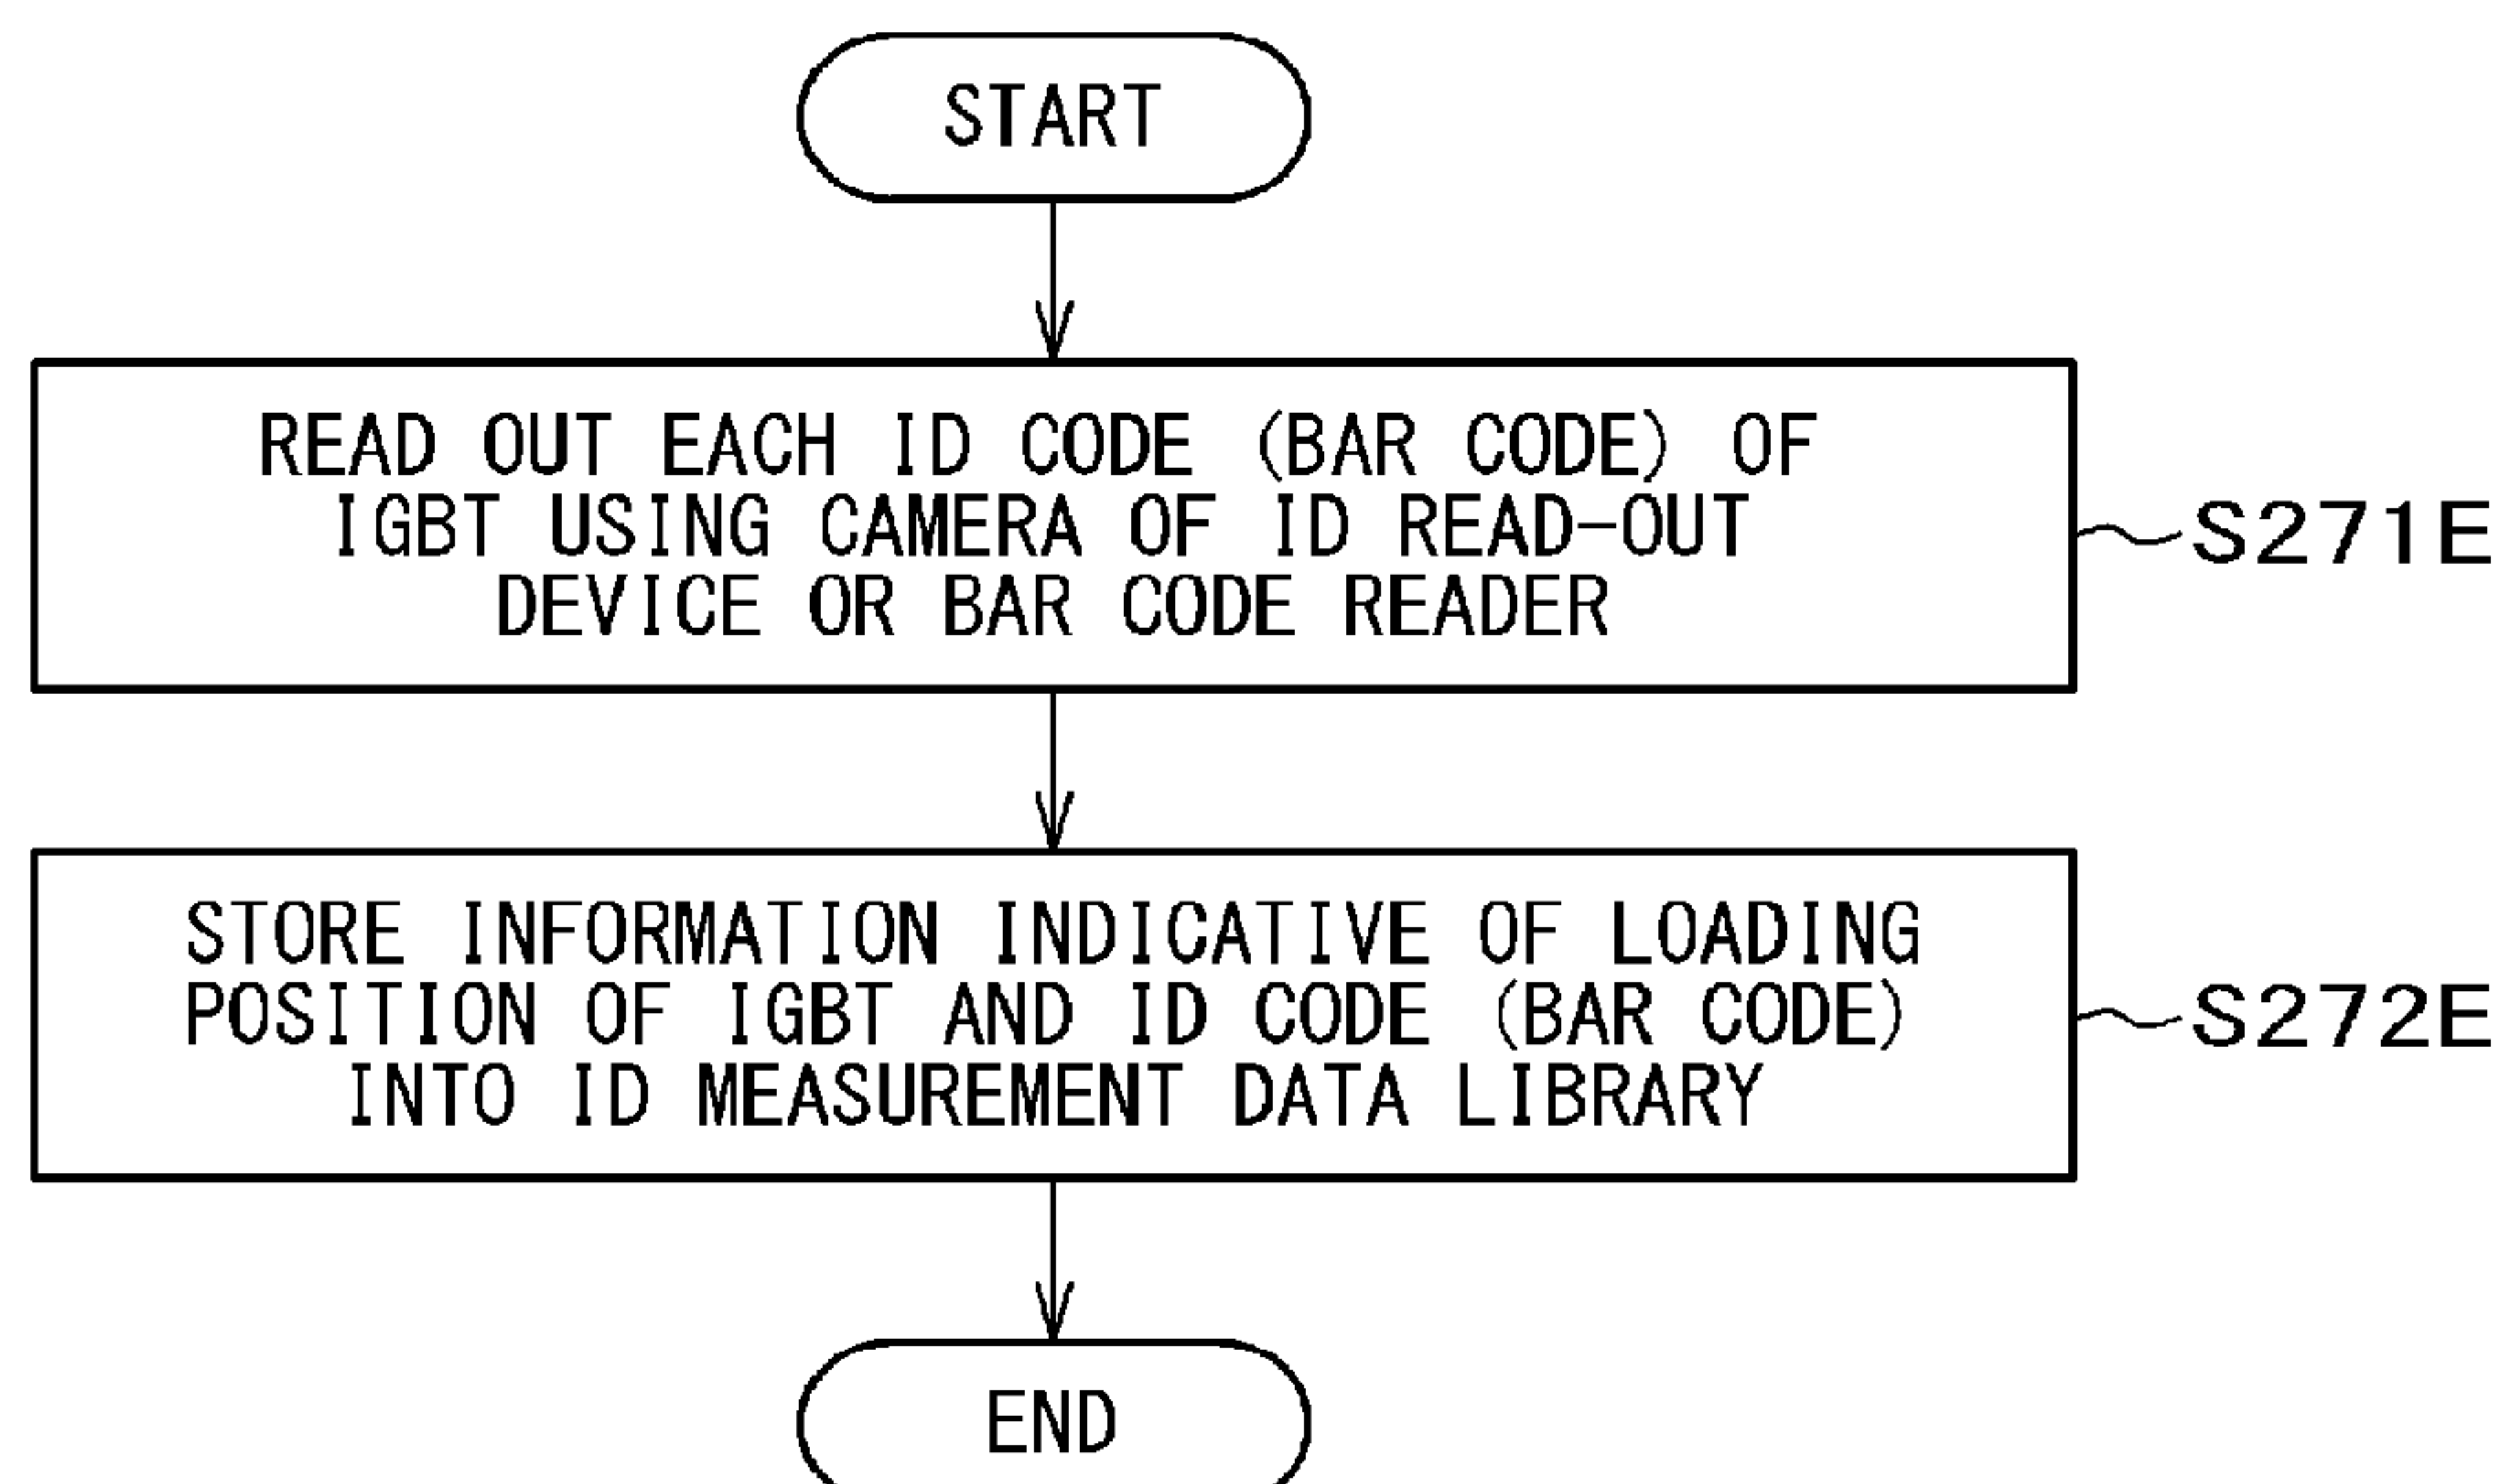 START
READ OUT EACH ID CODE (BAR CODE) OF
IGBT USING CAMERA OF ID READ-OUT
DEVICE OR BAR CODE READER
S271E
STORE INFORMATION INDICATIVE OF LOADING
POSITION OF IGBT AND ID CODE (BAR CODE)
INTO ID MEASUREMENT DATA LIBRARY
S272E
END